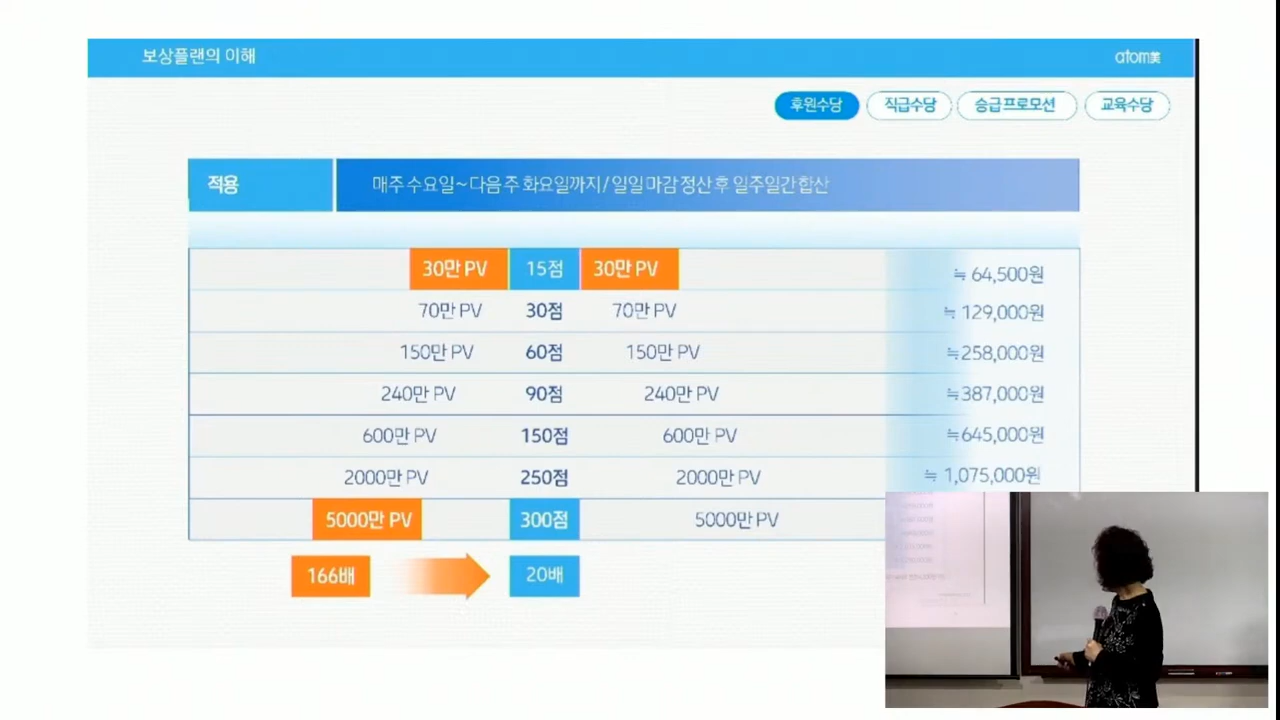 보상플랜의 이해
atom美
후원수당 직급수당 승급프로모션 교육수당
적용 매주 수요일~다음 주 화요일까지/일일 마감 정산 후 일주일간 합산
30만 PV 15점 30만 PV ≒ 64,500원
70만 PV 30점 70만 PV ≒ 129,000원
150만 PV 60점 150만 PV ≒258,000원
240만 PV 90점 240만 PV ≒387,000원
600만 PV 150점 600만 PV ≒645,000원
2000만 PV 250점 2000만 PV ≒ 1,075,000원
5000만 PV 300점 5000만 PV
166배 20배